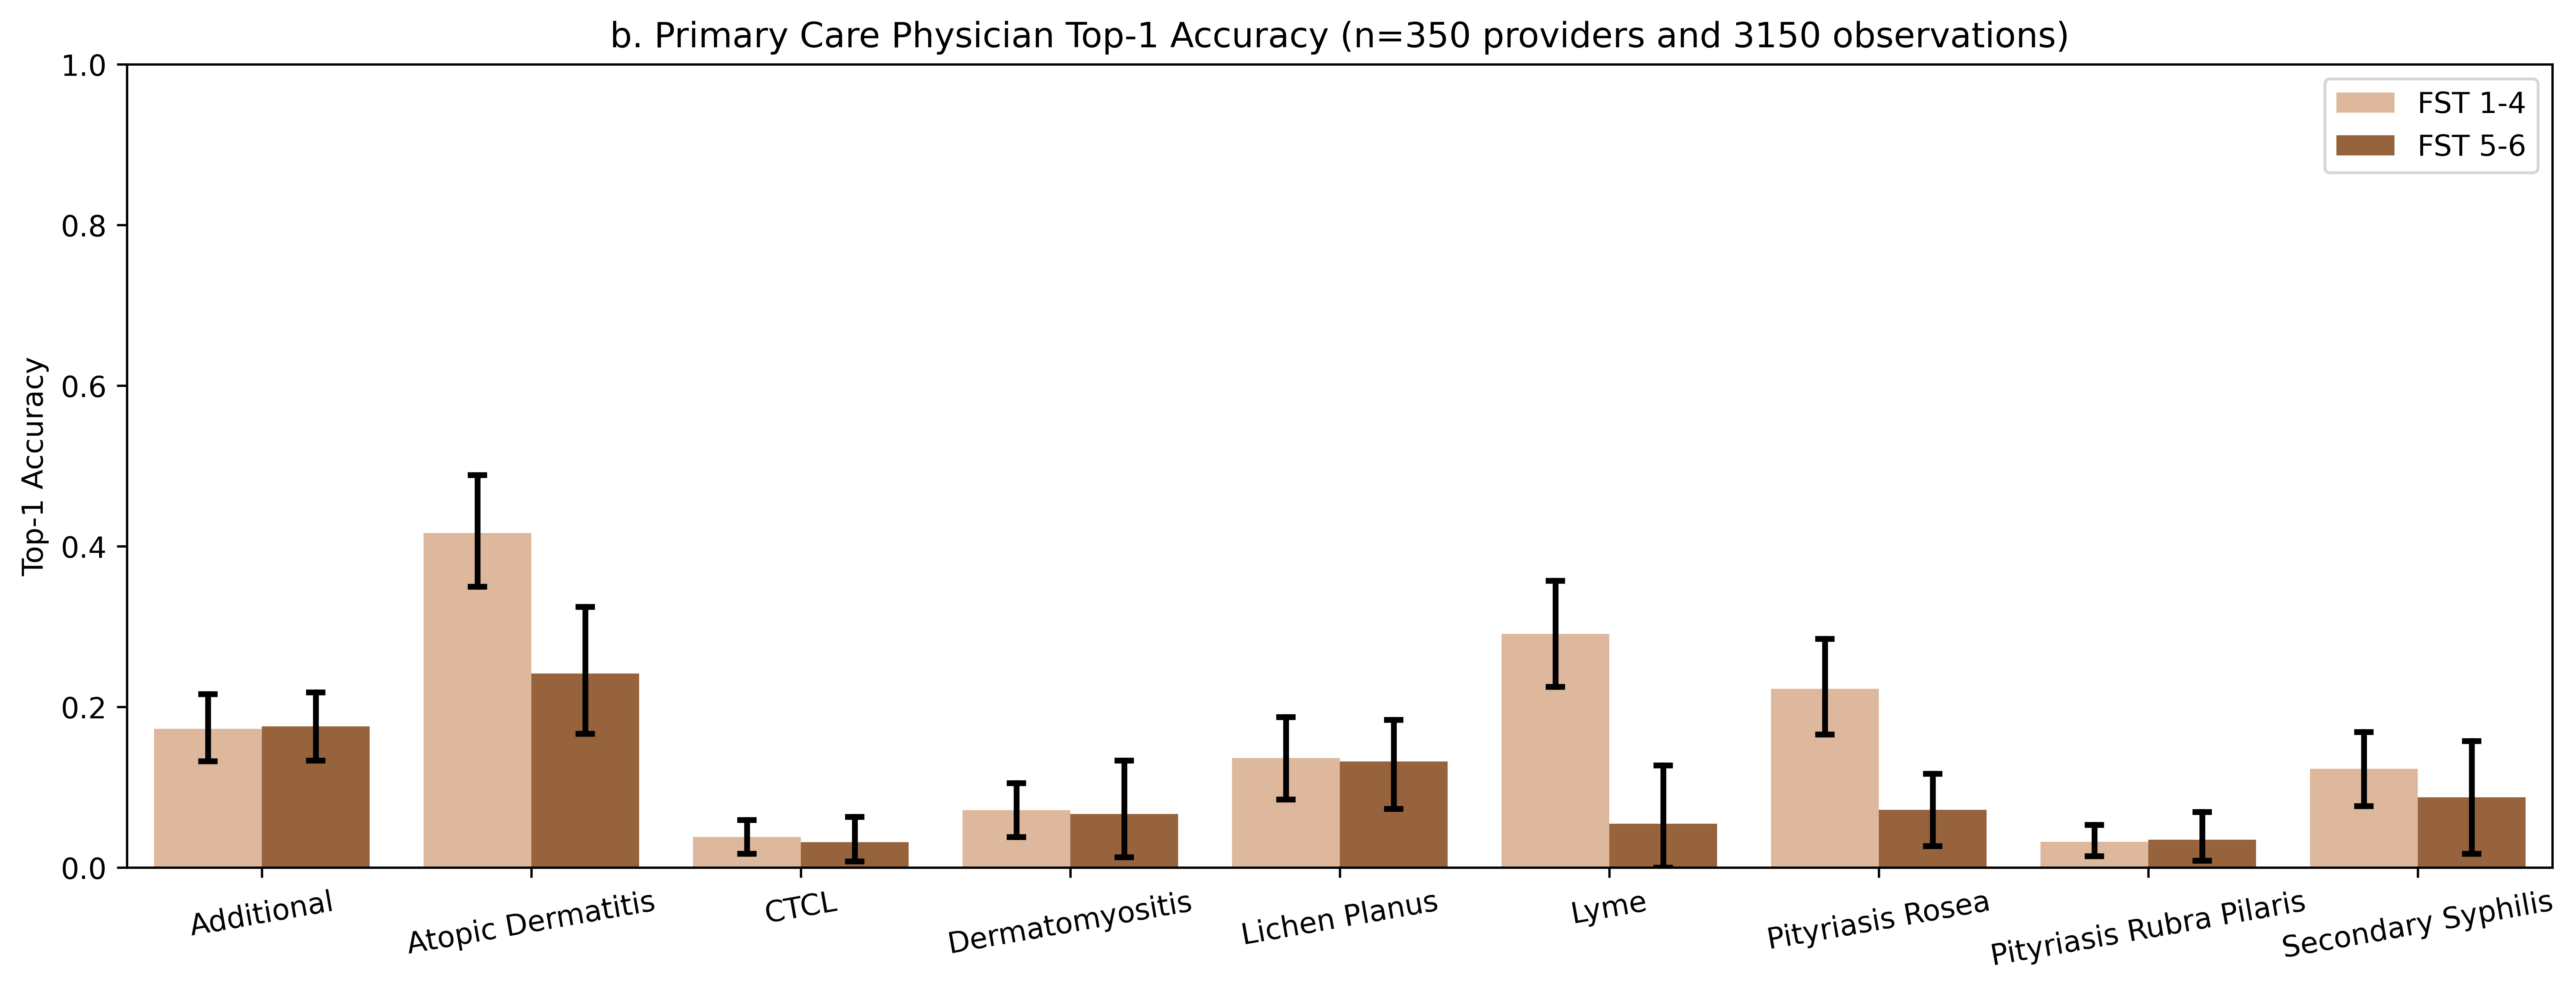 b. Primary Care Physician Top-1 Accuracy (n=350 providers and 3150 observations)
1.0
0.8
0.6
0.4
0.2
0.0
Top-1 Accuracy
FST 1-4
FST 5-6
Additional
Atopic Dermatitis
CTCL
Dermatomyositis
Lichen Planus
Lyme
Pityriasis Rosea
Pityriasis Rubra Pilaris
Secondary Syphilis